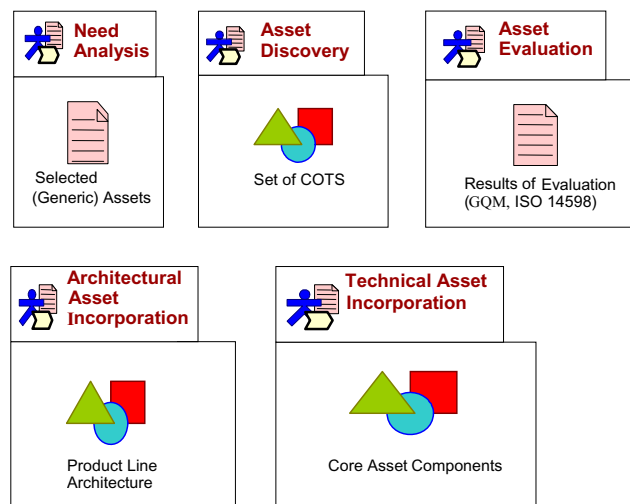 Need
Analysis
Selected
(Generic) Assets
Asset
Discovery
Set of COTS
Asset
Evaluation
Results of Evaluation
(GQM, ISO 14598)
Architectural
Asset
Incorporation
Product Line
Architecture
Technical Asset
Incorporation
Core Asset Components